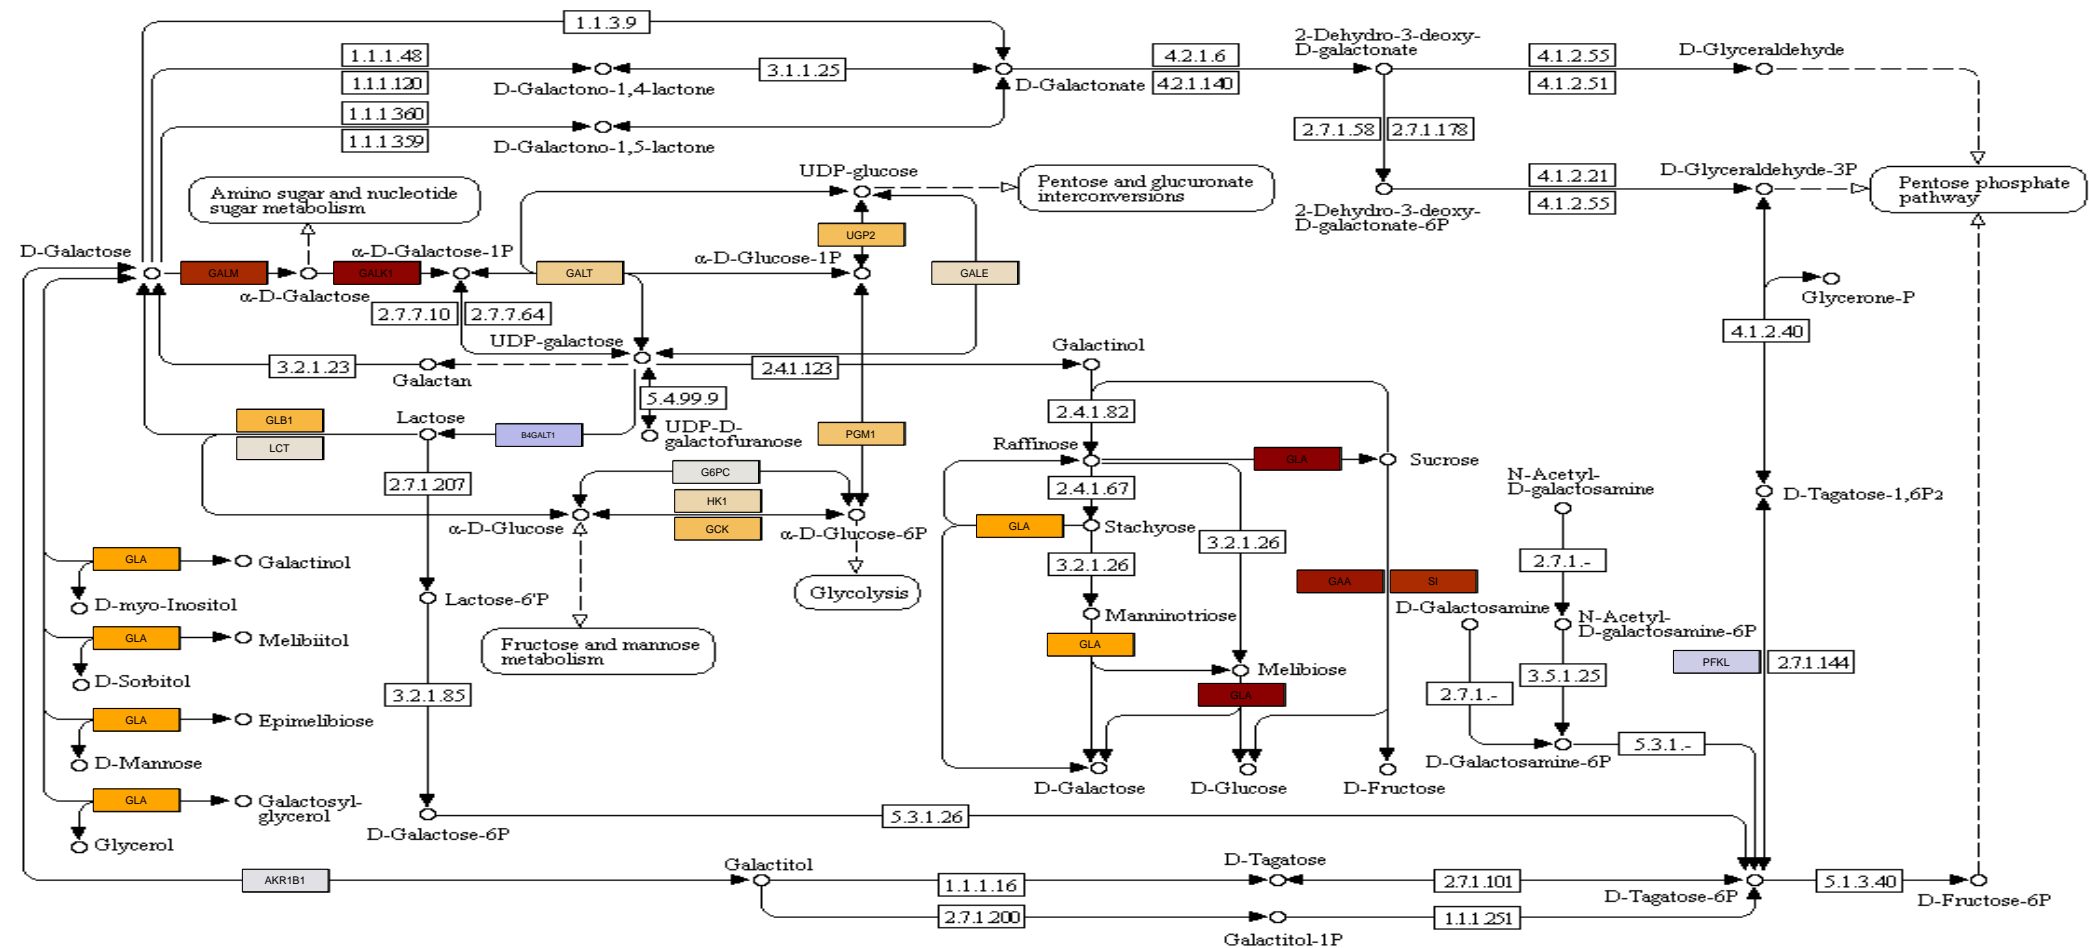 1.1.3.9
1.1.1.48
1.1.1.120
D-Galactono-1,4-lactone
3.1.1.25
D-Galactonate
4.2.1.6
4.2.1.140
2-Dehydro-3-deoxy-
D-galactonate
4.1.2.55
4.1.2.51
D-Glyceraldehyde
1.1.1.360
1.1.1.359
D-Galactono-1,5-lactone
2.7.1.58
2.7.1.178
Amino sugar and nucleotide
sugar metabolism
UDP-glucose
Pentose and glucuronate
interconversions
2-Dehydro-3-deoxy-
D-galactonate-6P
4.1.2.21
4.1.2.55
D-Glyceraldehyde-3P
Pentose phosphate
pathway
D-Galactose
GALM
α-D-Galactose
GALK1
α-D-Galactose-1P
GALT
α-D-Glucose-1P
UGP2
GALE
2.7.7.10
2.7.7.64
UDP-galactose
Glycerone-P
4.1.2.40
3.2.1.23
Galactan
2.4.1.123
Galactinol
5.4.99.9
UDP-D-
galactofuranose
GLB1
LCT
Lactose
B4GALT1
PGM1
2.4.1.82
Raffinose
GLA
Sucrose
2.7.1.207
G6PC
HK1
GCK
α-D-Glucose
α-D-Glucose-6P
2.4.1.67
GLA
Stachyose
3.2.1.26
3.2.1.26
N-Acetyl-
D-galactosamine
D-Tagatose-1,6P2
2.7.1.-
GLA
Galactinol
D-myo-Inositol
Lactose-6'P
Glycolysis
Fructose and mannose
metabolism
Manninotriose
GLA
Melibiose
GLA
GAA
SI
D-Galactosamine
N-Acetyl-
D-galactosamine-6P
PFKL
2.7.1.144
3.5.1.25
2.7.1.-
GLA
Melibiitol
D-Sorbitol
3.2.1.85
GLA
Epimelibiose
D-Mannose
D-Galactosamine-6P
5.3.1.-
D-Galactose
D-Glucose
D-Fructose
GLA
Galactosyl-
glycerol
Glycerol
D-Galactose-6P
5.3.1.26
AKR1B1
Galactitol
1.1.1.16
D-Tagatose
2.7.1.101
D-Tagatose-6P
5.1.3.40
D-Fructose-6P
2.7.1.200
Galactitol-1P
1.1.1.251